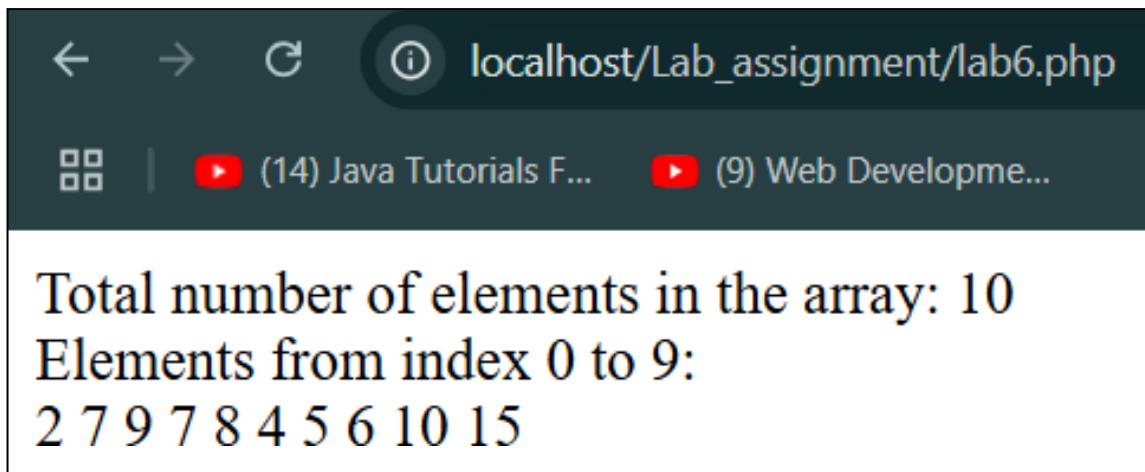 localhost/Lab_assignment/lab6.php
(14) Java Tutorials F... (9) Web Developme...
Total number of elements in the array: 10
Elements from index 0 to 9:
2 7 9 7 8 4 5 6 10 15